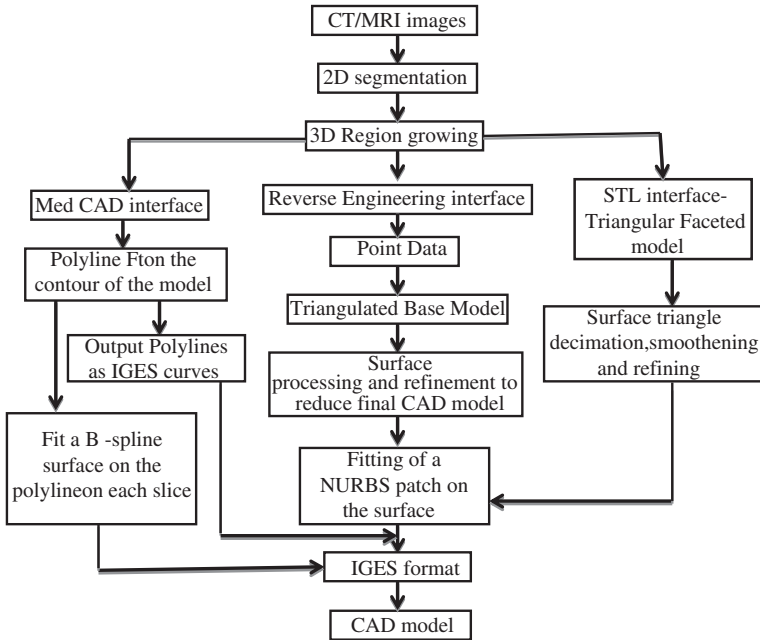 CT/MRI images
2D segmentation
3D Region growing
Med CAD interface
Reverse Engineering interface
STL interface-
Triangular Faceted
model
Polyline Fton the
contour of the model
Point Data
Triangulated Base Model
Output Polylines
as IGES curves
Surface
processing and refinement to
reduce final CAD model
Surface triangle
decimation,smoothening
and refining
Fit a B -spline
surface on the
polylineon each slice
Fitting of a
NURBS patch on
the surface
IGES format
CAD model